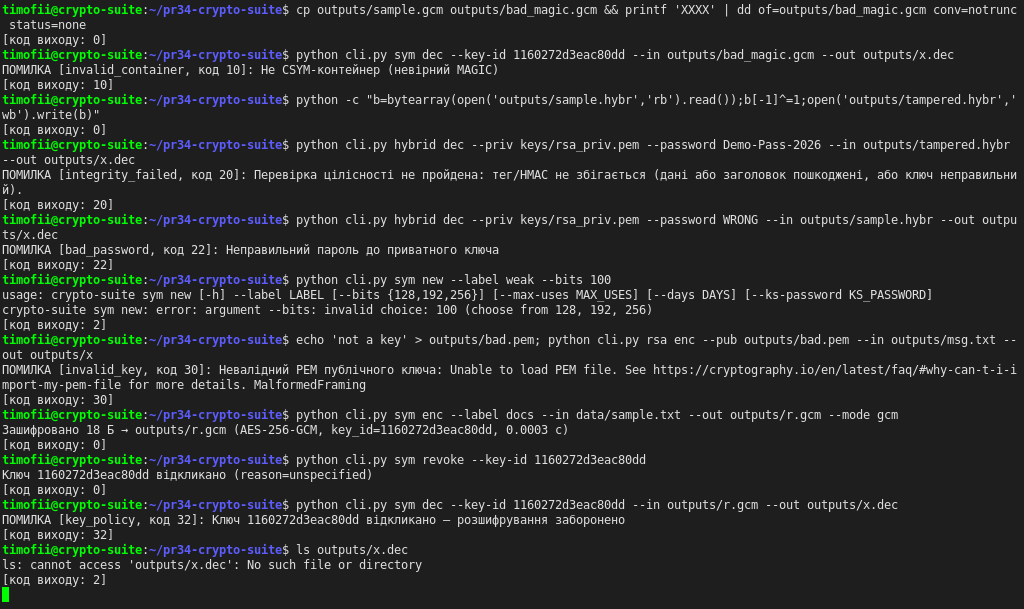 timofii@crypto-suite:~/pr34-crypto-suite$ cp outputs/sample.gcm outputs/bad_magic.gcm && printf 'XXXX' | dd of=outputs/bad_magic.gcm conv=notrunc
 status=none
[код виходу: 0]
timofii@crypto-suite:~/pr34-crypto-suite$ python cli.py sym dec --key-id 1160272d3eac80dd --in outputs/bad_magic.gcm --out outputs/x.dec
ПОМИЛКА [invalid_container, код 10]: Не CSYM-контейнер (невірний MAGIC)
[код виходу: 10]
timofii@crypto-suite:~/pr34-crypto-suite$ python -c "b=bytearray(open('outputs/sample.hybr','rb').read());b[-1]^=1;open('outputs/tampered.hybr','
wb').write(b)"
[код виходу: 0]
timofii@crypto-suite:~/pr34-crypto-suite$ python cli.py hybrid dec --priv keys/rsa_priv.pem --password Demo-Pass-2026 --in outputs/tampered.hybr
--out outputs/x.dec
ПОМИЛКА [integrity_failed, код 20]: Перевірка цілісності не пройдена: тег/HMAC не збігається (дані або заголовок пошкоджені, або ключ неправильни
й).
[код виходу: 20]
timofii@crypto-suite:~/pr34-crypto-suite$ python cli.py hybrid dec --priv keys/rsa_priv.pem --password WRONG --in outputs/sample.hybr --out outpu
ts/x.dec
ПОМИЛКА [bad_password, код 22]: Неправильний пароль до приватного ключа
[код виходу: 22]
timofii@crypto-suite:~/pr34-crypto-suite$ python cli.py sym new --label weak --bits 100
usage: crypto-suite sym new [-h] --label LABEL [--bits {128,192,256}] [--max-uses MAX_USES] [--days DAYS] [--ks-password KS_PASSWORD]
crypto-suite sym new: error: argument --bits: invalid choice: 100 (choose from 128, 192, 256)
[код виходу: 2]
timofii@crypto-suite:~/pr34-crypto-suite$ echo 'not a key' > outputs/bad.pem; python cli.py rsa enc --pub outputs/bad.pem --in outputs/msg.txt --
out outputs/x
ПОМИЛКА [invalid_key, код 30]: Невалідний PEM публічного ключа: Unable to load PEM file. See https://cryptography.io/en/latest/faq/#why-can-t-i-i
mport-my-pem-file for more details. MalformedFraming
[код виходу: 30]
timofii@crypto-suite:~/pr34-crypto-suite$ python cli.py sym enc --label docs --in data/sample.txt --out outputs/r.gcm --mode gcm
Зашифровано 18 Б → outputs/r.gcm (AES-256-GCM, key_id=1160272d3eac80dd, 0.0003 с)
[код виходу: 0]
timofii@crypto-suite:~/pr34-crypto-suite$ python cli.py sym revoke --key-id 1160272d3eac80dd
Ключ 1160272d3eac80dd відкликано (reason=unspecified)
[код виходу: 0]
timofii@crypto-suite:~/pr34-crypto-suite$ python cli.py sym dec --key-id 1160272d3eac80dd --in outputs/r.gcm --out outputs/x.dec
ПОМИЛКА [key_policy, код 32]: Ключ 1160272d3eac80dd відкликано — розшифрування заборонено
[код виходу: 32]
timofii@crypto-suite:~/pr34-crypto-suite$ ls outputs/x.dec
ls: cannot access 'outputs/x.dec': No such file or directory
[код виходу: 2]